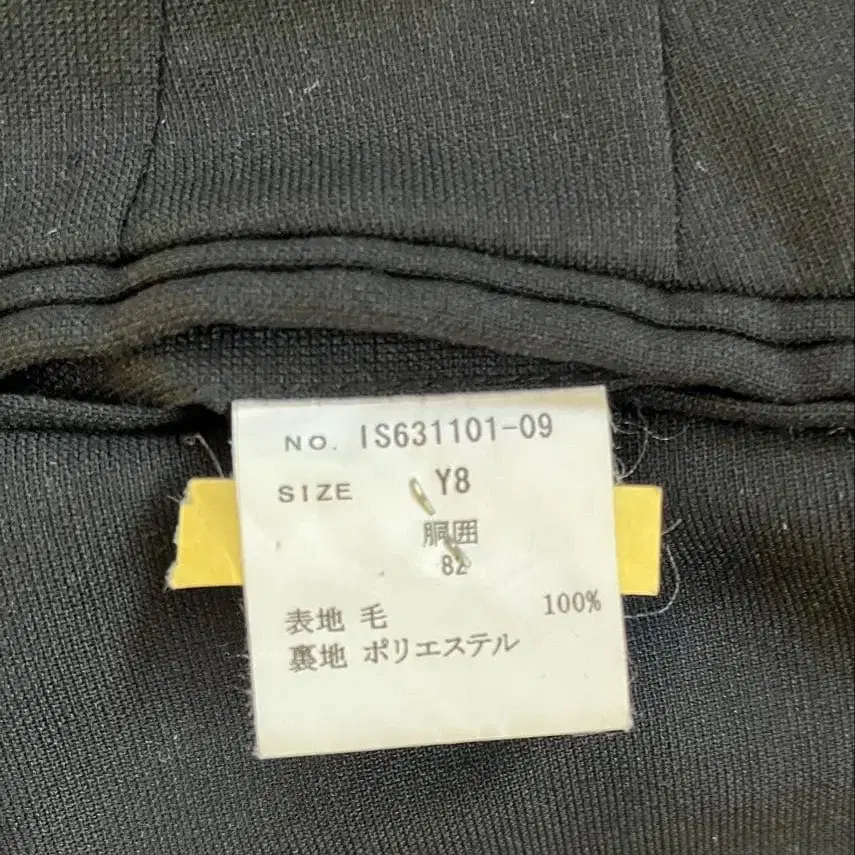 NO. IS631101-09
SIZE Y8
胴囲
82
表地 毛 100%
裏地 ポリエステル